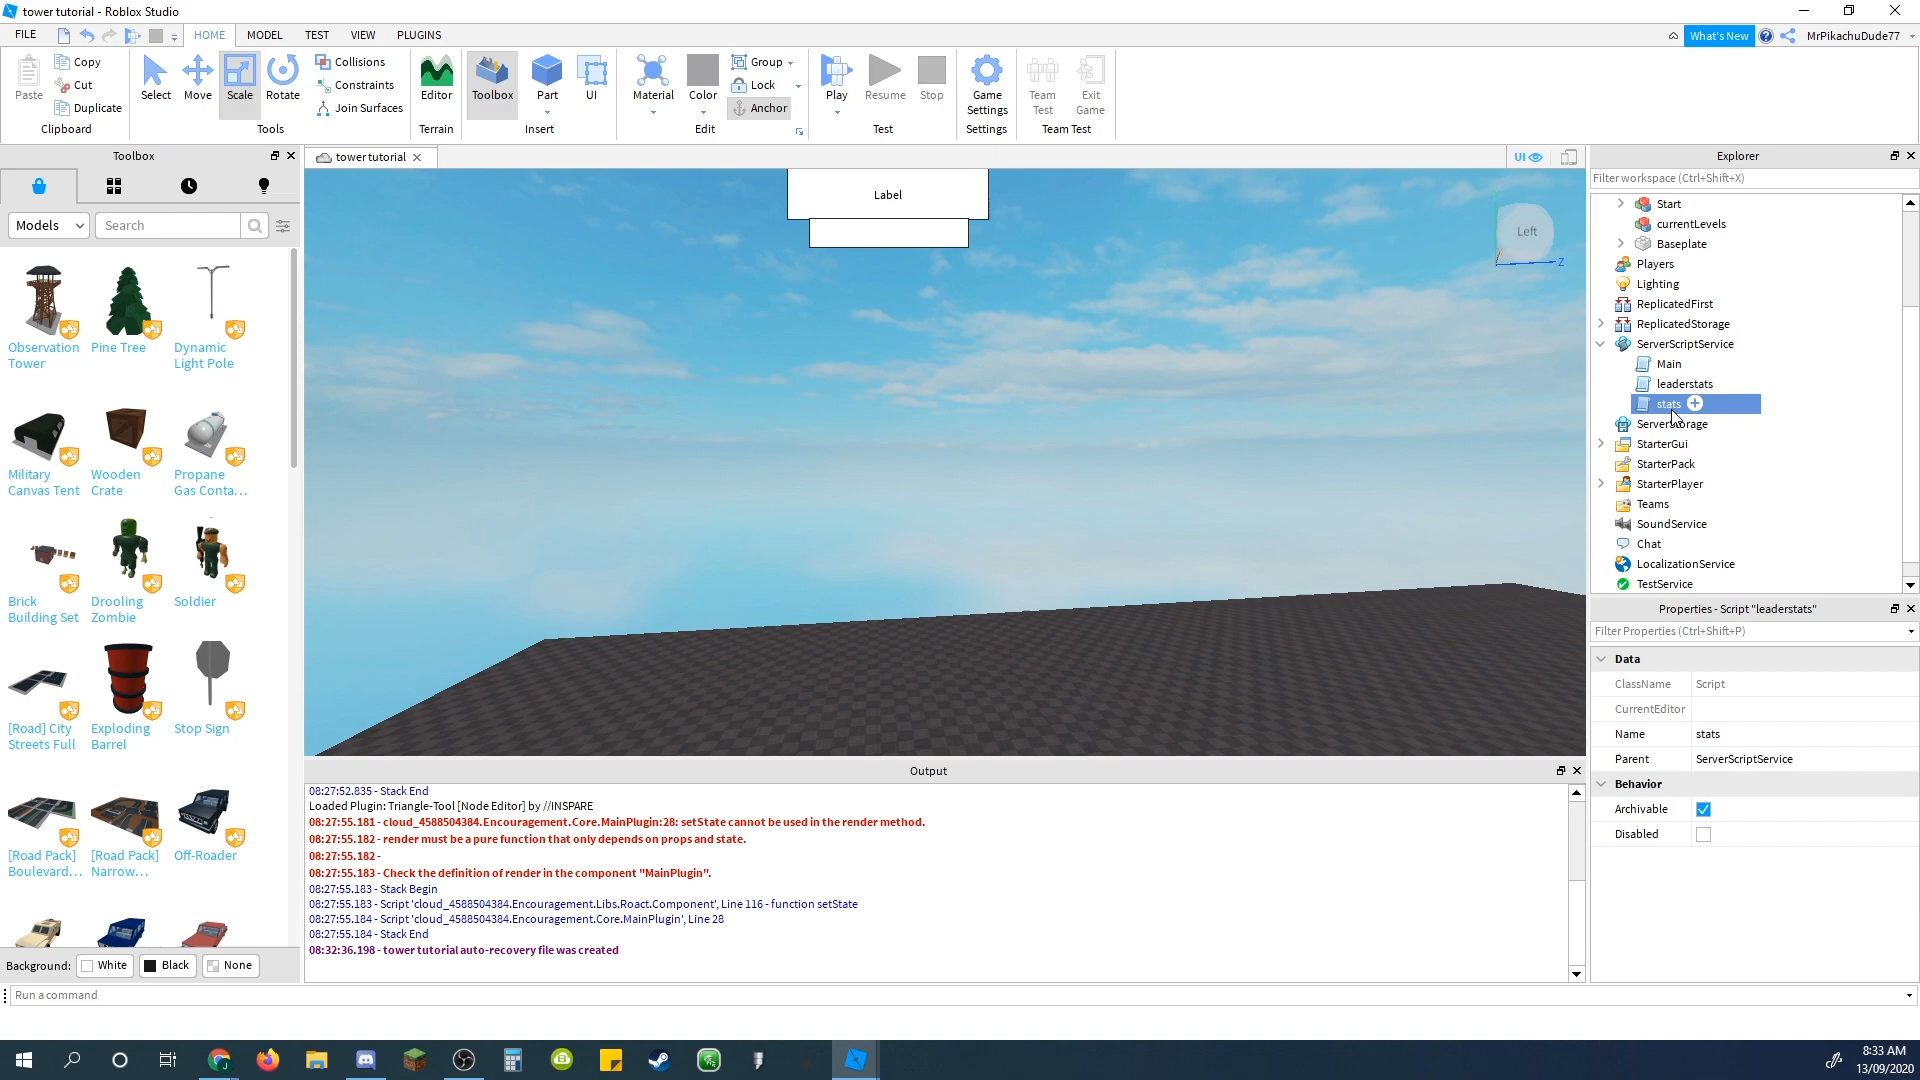 tower tutorial - Roblox Studio
FILE
HOME
MODEL
TEST
VIEW
PLUGINS
What's New
MrPikachuDude77
Paste
Copy
Cut
Duplicate
Clipboard
Select
Move
Scale
Rotate
Collisions
Constraints
Join Surfaces
Tools
Editor
Terrain
Toolbox
Part
UI
Insert
Material
Color
Group
Lock
Anchor
Edit
Play
Resume
Stop
Test
Game
Settings
Settings
Team
Test
Exit
Game
Team Test
Toolbox
Models
Search
Observation
Tower
Pine Tree
Dynamic
Light Pole
Military
Canvas Tent
Wooden
Crate
Propane
Gas Conta...
Brick
Building Set
Drooling
Zombie
Soldier
[Road] City
Streets Full
Exploding
Barrel
Stop Sign
[Road Pack]
Boulevard...
[Road Pack]
Narrow...
Off-Roader
Background:
White
Black
None
tower tutorial
UI
Label
Left
Z
Output
08:27:52.835 - Stack End
Loaded Plugin: Triangle-Tool [Node Editor] by //INSPARE
08:27:55.181 - cloud_4588504384.Encouragement.Core.MainPlugin:28: setState cannot be used in the render method.
08:27:55.182 - render must be a pure function that only depends on props and state.
08:27:55.182 -
08:27:55.183 - Check the definition of render in the component "MainPlugin".
08:27:55.183 - Stack Begin
08:27:55.183 - Script 'cloud_4588504384.Encouragement.Libs.Roact.Component', Line 116 - function setState
08:27:55.184 - Script 'cloud_4588504384.Encouragement.Core.MainPlugin', Line 28
08:27:55.184 - Stack End
08:32:36.198 - tower tutorial auto-recovery file was created
Explorer
Filter workspace (Ctrl+Shift+X)
Start
currentLevels
Baseplate
Players
Lighting
ReplicatedFirst
ReplicatedStorage
ServerScriptService
Main
leaderstats
stats
ServerStorage
StarterGui
StarterPack
StarterPlayer
Teams
SoundService
Chat
LocalizationService
TestService
Properties - Script "leaderstats"
Filter Properties (Ctrl+Shift+P)
Data
ClassName Script
CurrentEditor
Name stats
Parent ServerScriptService
Behavior
Archivable
Disabled
Run a command
8:33 AM
13/09/2020